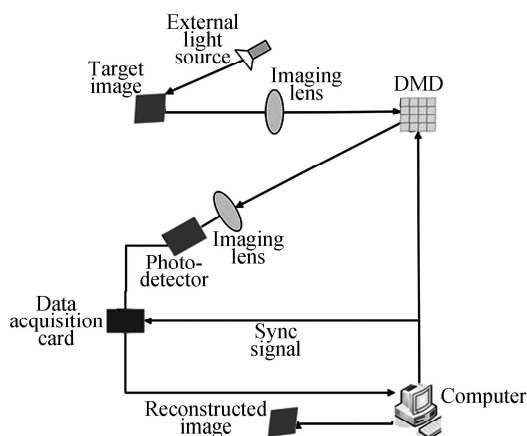 External
light
source
Target
image
Imaging
lens
DMD
Imaging
lens
Photo-
detector
Data
acquisition
card
Sync
signal
Computer
Reconstructed
image